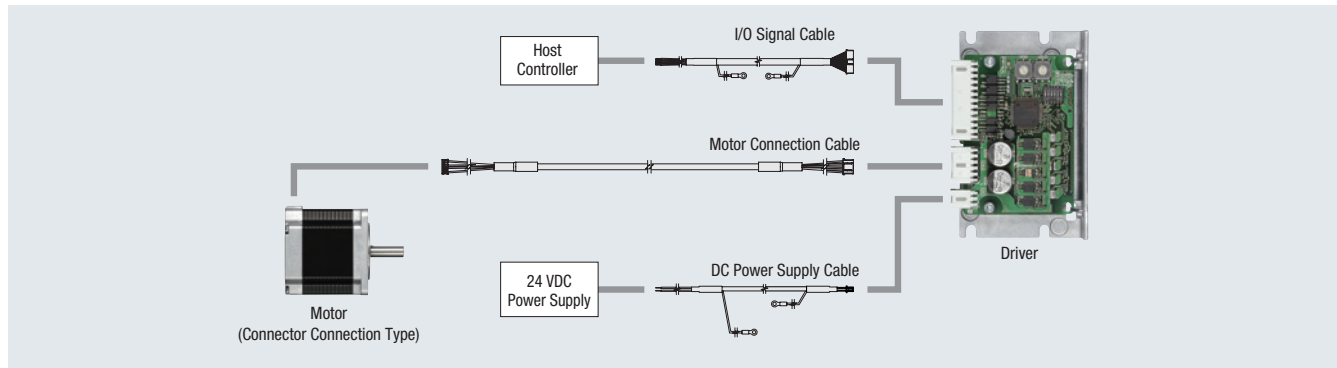 I/O Signal Cable
Host
Controller
Motor Connection Cable
Driver
DC Power Supply Cable
24 VDC
Power Supply
Motor
(Connector Connection Type)